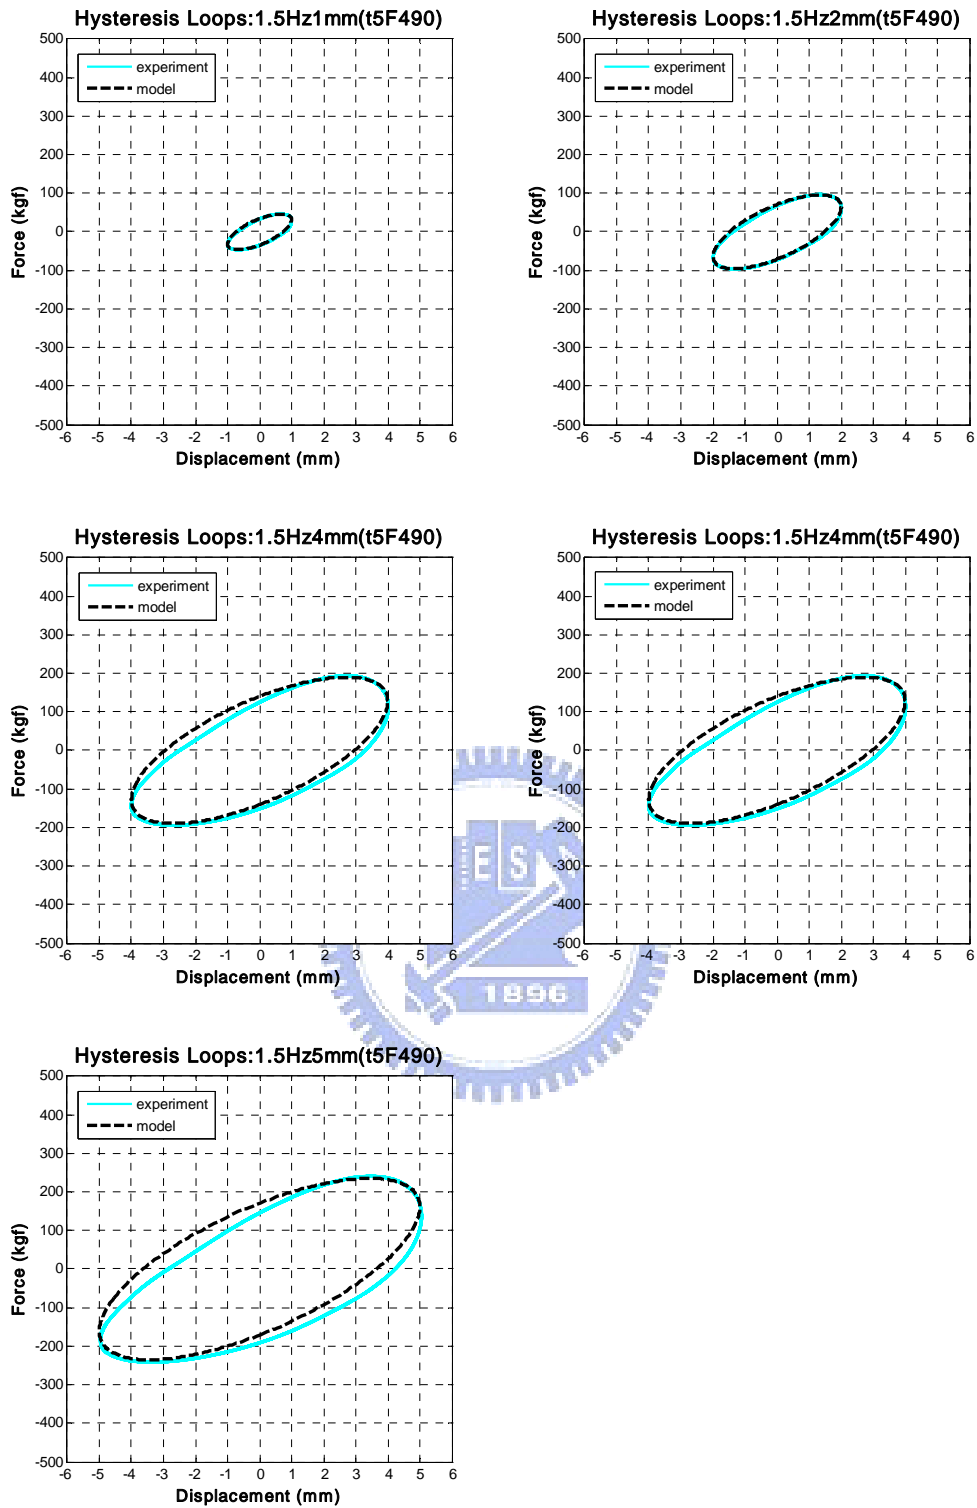 Hysteresis Loops:1.5Hz1mm(t5F490)
500
400
300
200
100
0
-100
-200
-300
-400
-500
experiment
model
Force (kgf)
-6 -5 -4 -3 -2 -1 0 1 2 3 4 5 6
Displacement (mm)
Hysteresis Loops:1.5Hz2mm(t5F490)
500
400
300
200
100
0
-100
-200
-300
-400
-500
experiment
model
Force (kgf)
-6 -5 -4 -3 -2 -1 0 1 2 3 4 5 6
Displacement (mm)
Hysteresis Loops:1.5Hz4mm(t5F490)
500
400
300
200
100
0
-100
-200
-300
-400
-500
experiment
model
Force (kgf)
-6 -5 -4 -3 -2 -1 0 1 2 3 4 5 6
Displacement (mm)
Hysteresis Loops:1.5Hz4mm(t5F490)
500
400
300
200
100
0
-100
-200
-300
-400
-500
experiment
model
Force (kgf)
-6 -5 -4 -3 -2 -1 0 1 2 3 4 5 6
Displacement (mm)
ES
1896
Hysteresis Loops:1.5Hz5mm(t5F490)
500
400
300
200
100
0
-100
-200
-300
-400
-500
experiment
model
Force (kgf)
-6 -5 -4 -3 -2 -1 0 1 2 3 4 5 6
Displacement (mm)